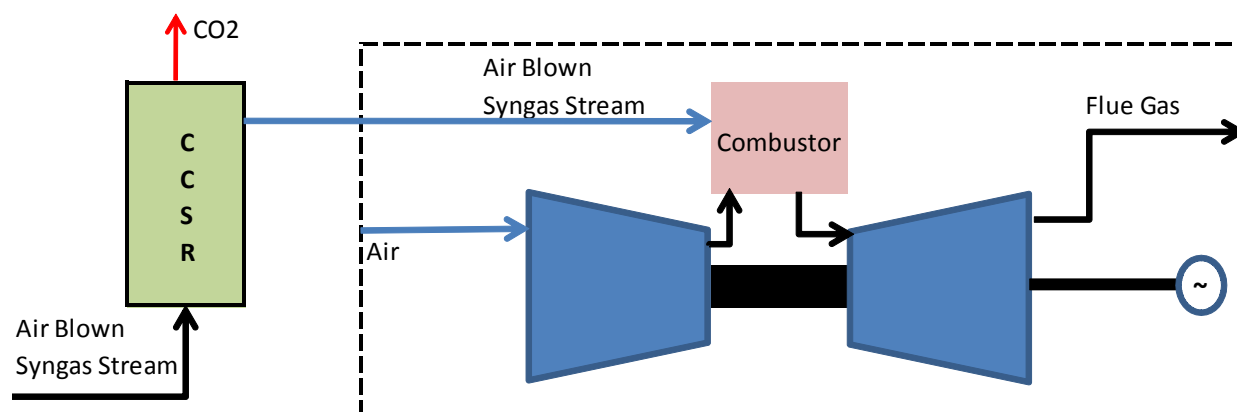 CO2
Air Blown
Syngas Stream
Combustor
Flue Gas
C
C
S
R
Air
Air Blown
Syngas Stream
~